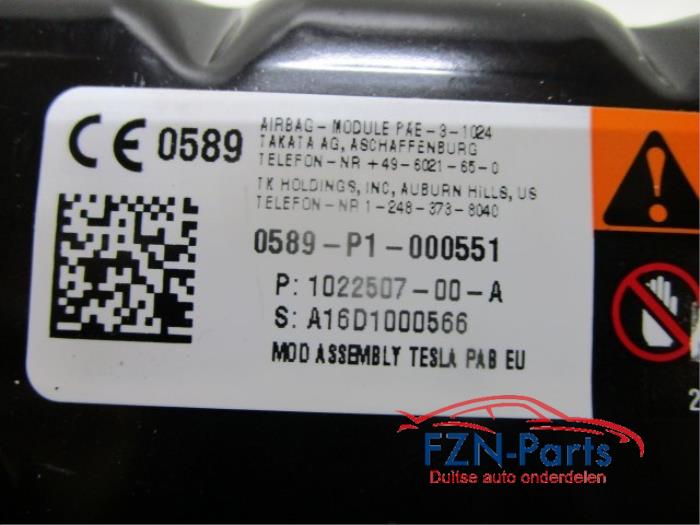 CE 0589
AIRBAG - MODULE PAE-3-1024
TAKATA AG, ASCHAFFENBURG
TELEFON-NR +49-6021-65-0
TK HOLDINGS, INC, AUBURN HILLS, US
TELEFON-NR 1-248-373-8040
0589-P1-000551
P: 1022507-00-A
S: A16D1000566
MOD ASSEMBLY TESLA PAB EU
2
FZN-Parts
Duitse auto onderdelen